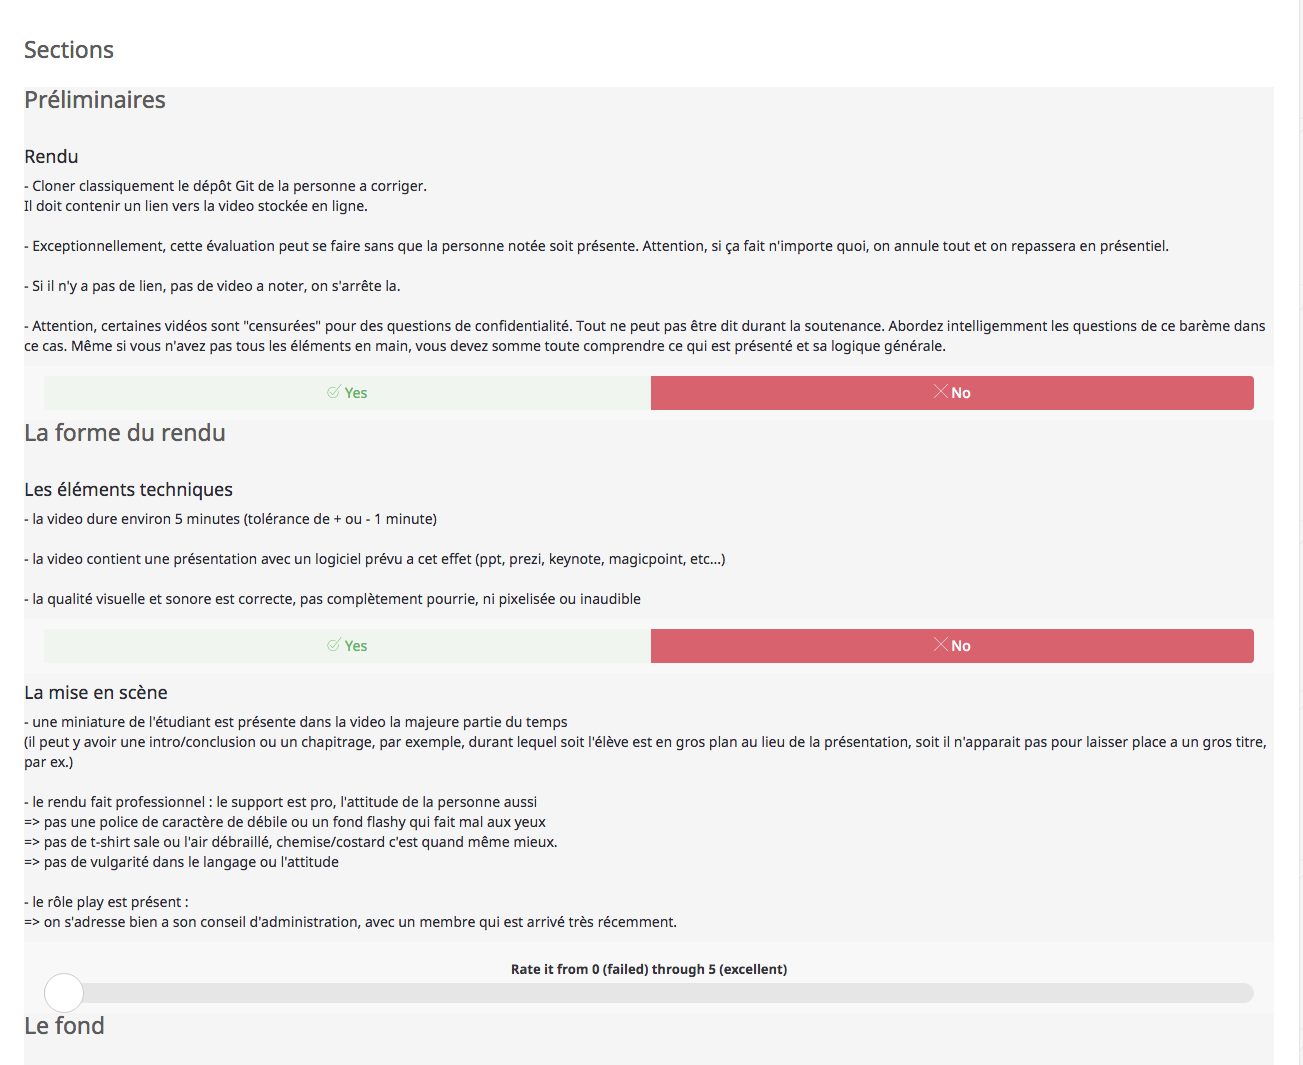 Sections
Préliminaires
Rendu
- Cloner classiquement le dépôt Git de la personne a corriger.
Il doit contenir un lien vers la video stockée en ligne.
- Exceptionnellement, cette évaluation peut se faire sans que la personne notée soit présente. Attention, si ça fait n'importe quoi, on annule tout et on repassera en présentiel.
- Si il n'y a pas de lien, pas de video a noter, on s'arrête la.
- Attention, certaines vidéos sont "censurées" pour des questions de confidentialité. Tout ne peut pas être dit durant la soutenance. Abordez intelligemment les questions de ce barème dans
ce cas. Même si vous n'avez pas tous les éléments en main, vous devez somme toute comprendre ce qui est présenté et sa logique générale.
Yes No
La forme du rendu
Les éléments techniques
- la video dure environ 5 minutes (tolérance de + ou - 1 minute)
- la video contient une présentation avec un logiciel prévu a cet effet (ppt, prezi, keynote, magicpoint, etc...)
- la qualité visuelle et sonore est correcte, pas complètement pourrie, ni pixelisée ou inaudible
Yes No
La mise en scène
- une miniature de l'étudiant est présente dans la video la majeure partie du temps
(il peut y avoir une intro/conclusion ou un chapitrage, par exemple, durant lequel soit l'élève est en gros plan au lieu de la présentation, soit il n'apparait pas pour laisser place a un gros titre,
par ex.)
- le rendu fait professionnel : le support est pro, l'attitude de la personne aussi
=> pas une police de caractère de débile ou un fond flashy qui fait mal aux yeux
=> pas de t-shirt sale ou l'air débraillé, chemise/costard c'est quand même mieux.
=> pas de vulgarité dans le langage ou l'attitude
- le rôle play est présent :
=> on s'adresse bien a son conseil d'administration, avec un membre qui est arrivé très récemment.
Rate it from 0 (failed) through 5 (excellent)
Le fond